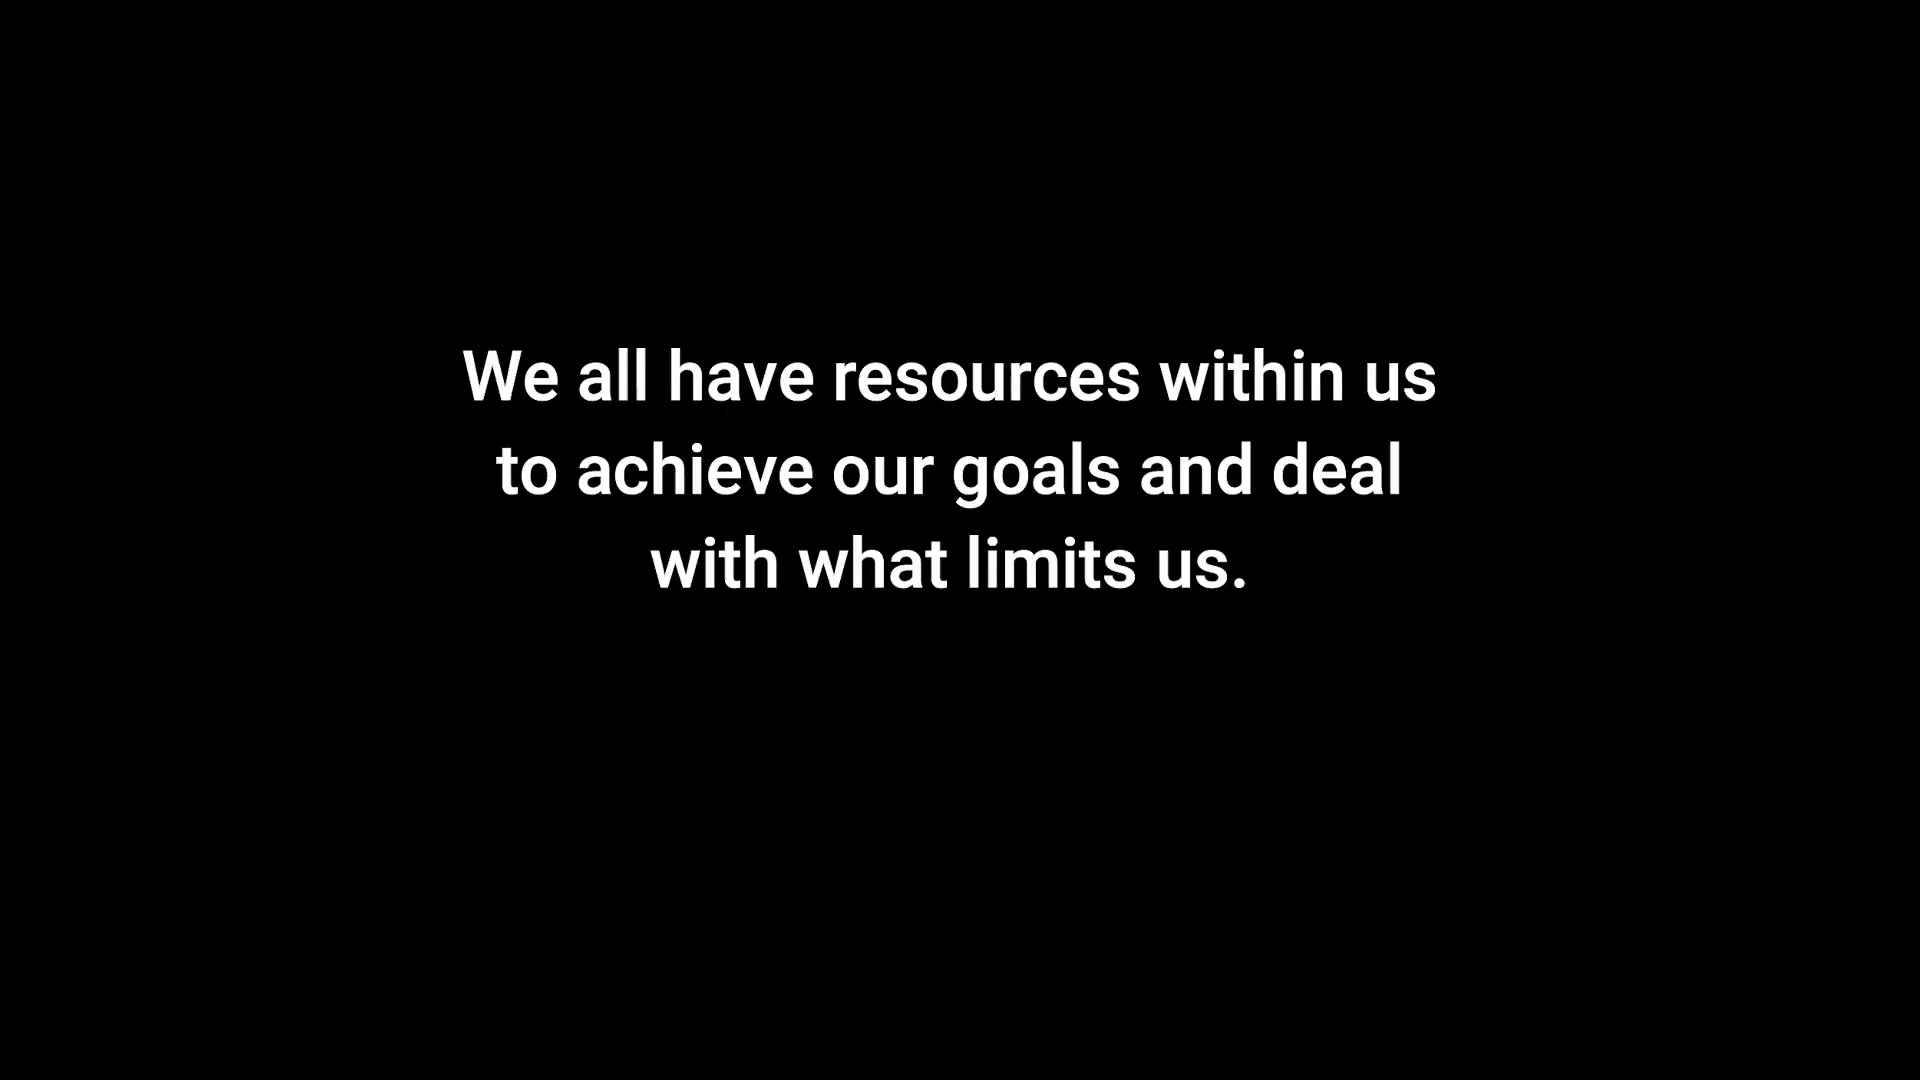 We all have resources within us
to achieve our goals and deal
with what limits us.